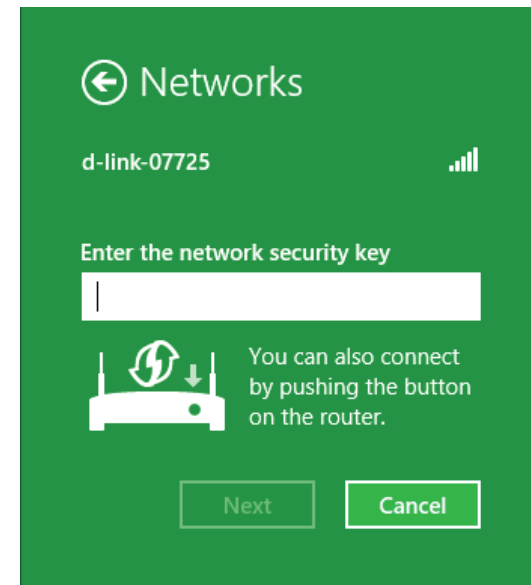 Networks
d-link-07725
Enter the network security key
You can also connect
by pushing the button
on the router.
Next
Cancel